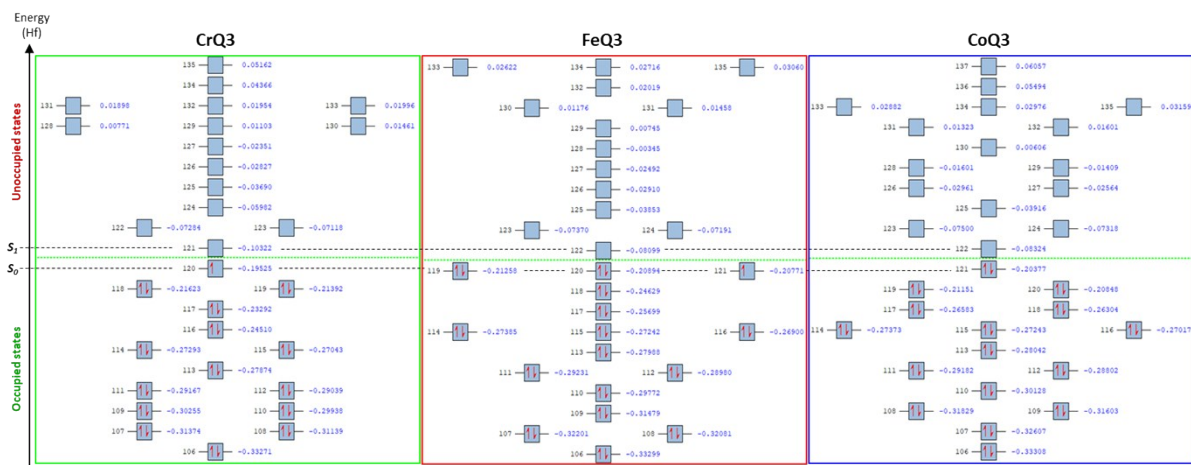 Energy
(Hf)
CrQ3 FeQ3 CoQ3
Unoccupied states
Occupied states
S1
S0
135 0.05162
134 0.04366
131 0.01898 132 0.01954 133 0.01996
128 0.00771 129 0.01103 130 0.01461
127 -0.02351
126 -0.02827
125 -0.03690
124 -0.05982
122 -0.07284 123 -0.07118
121 -0.10322
120 -0.19525
118 -0.21623 119 -0.21392
117 -0.23292
116 -0.24510
114 -0.27293 115 -0.27043
113 -0.27874
111 -0.29167 112 -0.29039
109 -0.30255 110 -0.29938
107 -0.31374 108 -0.31139
106 -0.33271
133 0.02622 134 0.02716 135 0.03060
132 0.02019
130 0.01176 131 0.01458
129 0.00745
128 -0.00345
127 -0.02492
126 -0.02910
125 -0.03853
123 -0.07370 124 -0.07191
122 -0.08099
119 -0.21258 120 -0.20894 121 -0.20771
118 -0.24629
117 -0.25699
114 -0.27385 115 -0.27242 116 -0.26900
113 -0.27988
111 -0.29231 112 -0.28980
110 -0.29772
109 -0.31479
107 -0.32201 108 -0.32081
106 -0.33299
137 0.06057
136 0.05494
133 0.02882 134 0.02976 135 0.03159
131 0.01323 132 0.01601
130 0.00606
128 -0.01601 129 -0.01409
126 -0.02961 127 -0.02564
125 -0.03916
123 -0.07500 124 -0.07318
122 -0.08324
121 -0.20377
119 -0.21151 120 -0.20848
117 -0.26583 118 -0.26304
114 -0.27373 115 -0.27243 116 -0.27017
113 -0.28042
111 -0.29182 112 -0.28802
110 -0.30128
108 -0.31829 109 -0.31603
107 -0.32607
106 -0.33308